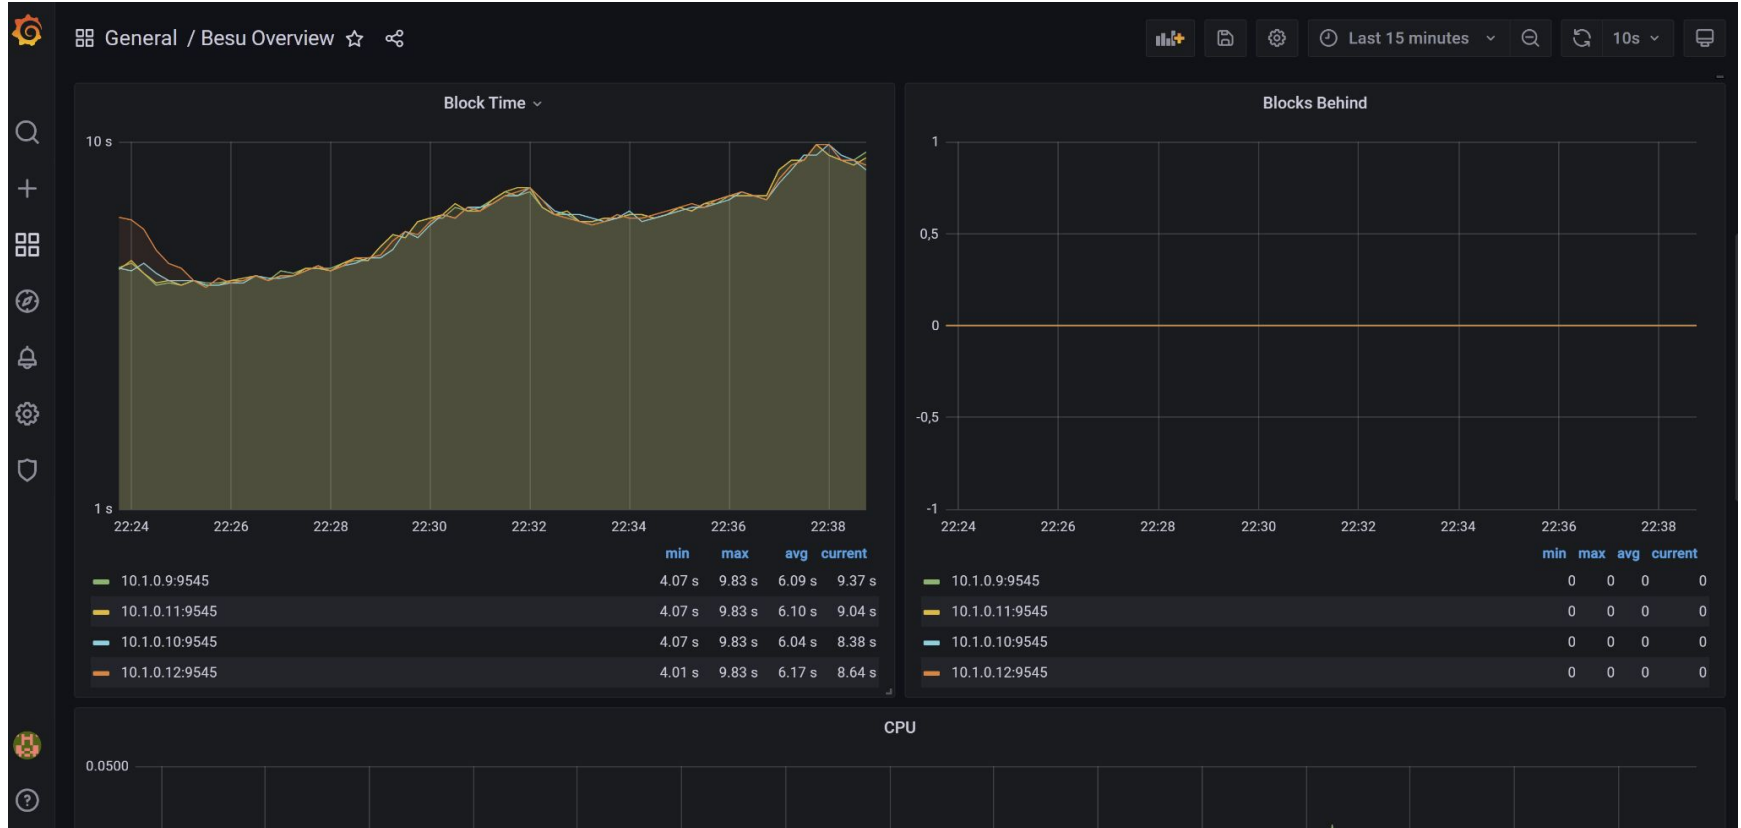 General / Besu Overview
Last 15 minutes
10s
Block Time
10 s
1 s
22:24 22:26 22:28 22:30 22:32 22:34 22:36 22:38
min max avg current
10.1.0.9:9545 4.07 s 9.83 s 6.09 s 9.37 s
10.1.0.11:9545 4.07 s 9.83 s 6.10 s 9.04 s
10.1.0.10:9545 4.07 s 9.83 s 6.04 s 8.38 s
10.1.0.12:9545 4.01 s 9.83 s 6.17 s 8.64 s
Blocks Behind
1
0,5
0
-0,5
-1
22:24 22:26 22:28 22:30 22:32 22:34 22:36 22:38
min max avg current
10.1.0.9:9545 0 0 0 0
10.1.0.11:9545 0 0 0 0
10.1.0.10:9545 0 0 0 0
10.1.0.12:9545 0 0 0 0
CPU
0.0500